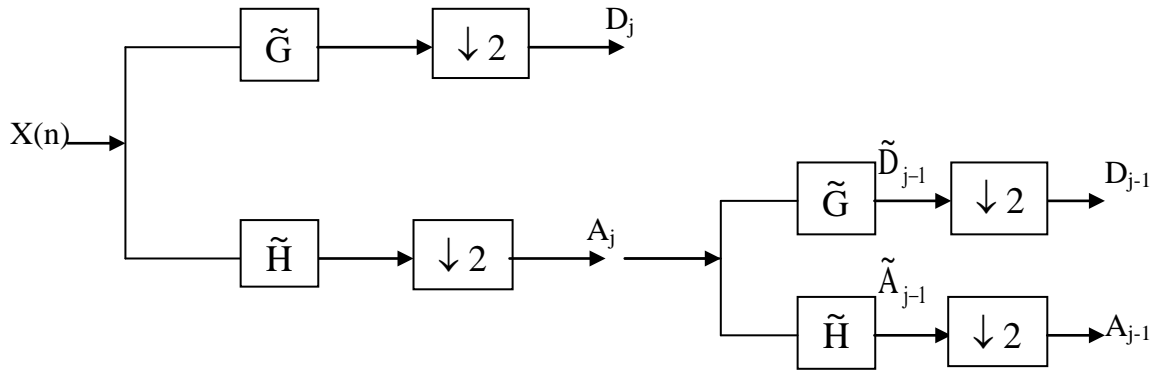 D_j
G̃
↓ 2
X(n)
D̃_{j-1}
D_{j-1}
G̃
↓ 2
H̃
↓ 2
A_j
Ã_{j-1}
H̃
↓ 2
A_{j-1}